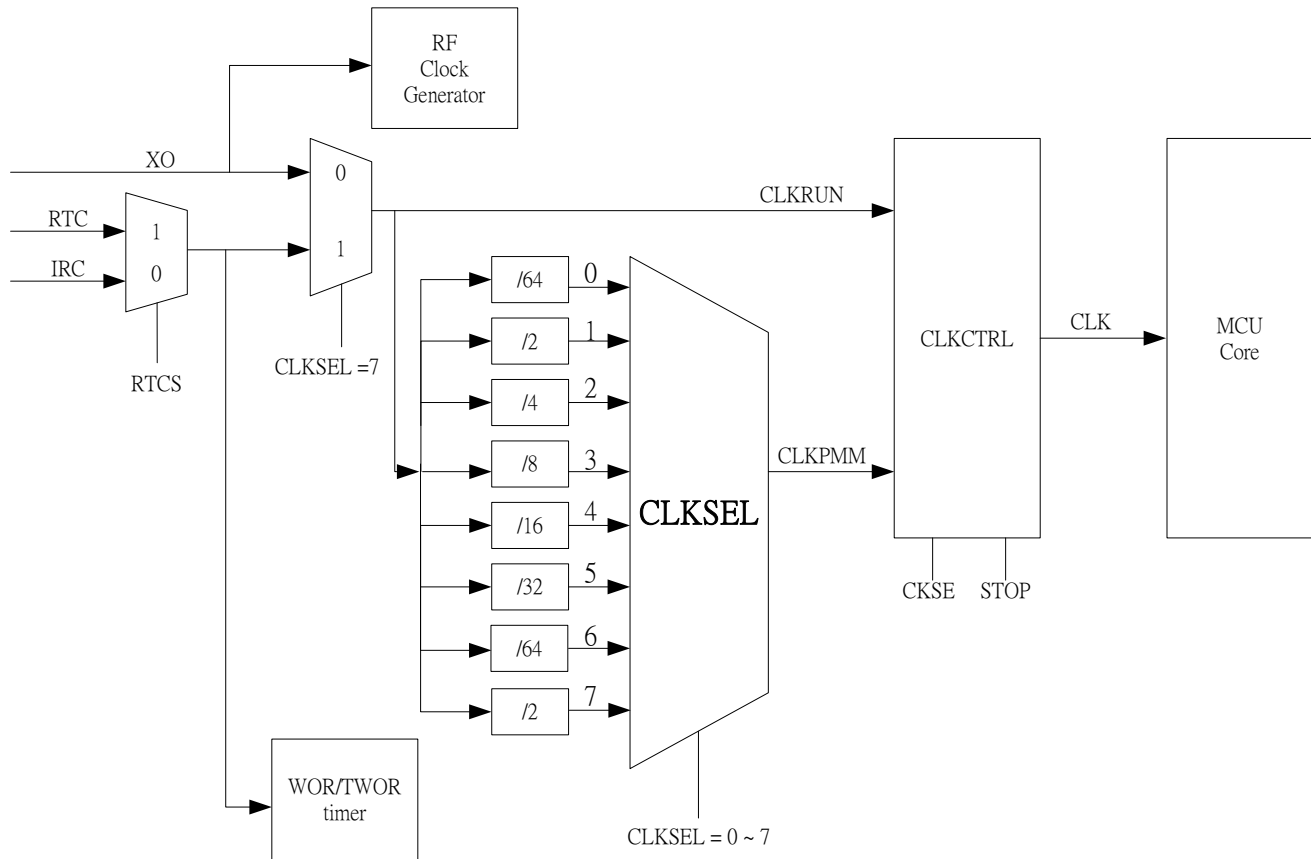 RF
Clock
Generator
XO
RTC
IRC
1
0
RTCS
0
1
CLKSEL =7
CLKRUN
/64
0
/2
1
/4
2
/8
3
/16
4
/32
5
/64
6
/2
7
CLKSEL
CLKSEL = 0 ~ 7
CLKPMM
CLKCTRL
CKSE
STOP
CLK
MCU
Core
WOR/TWOR
timer